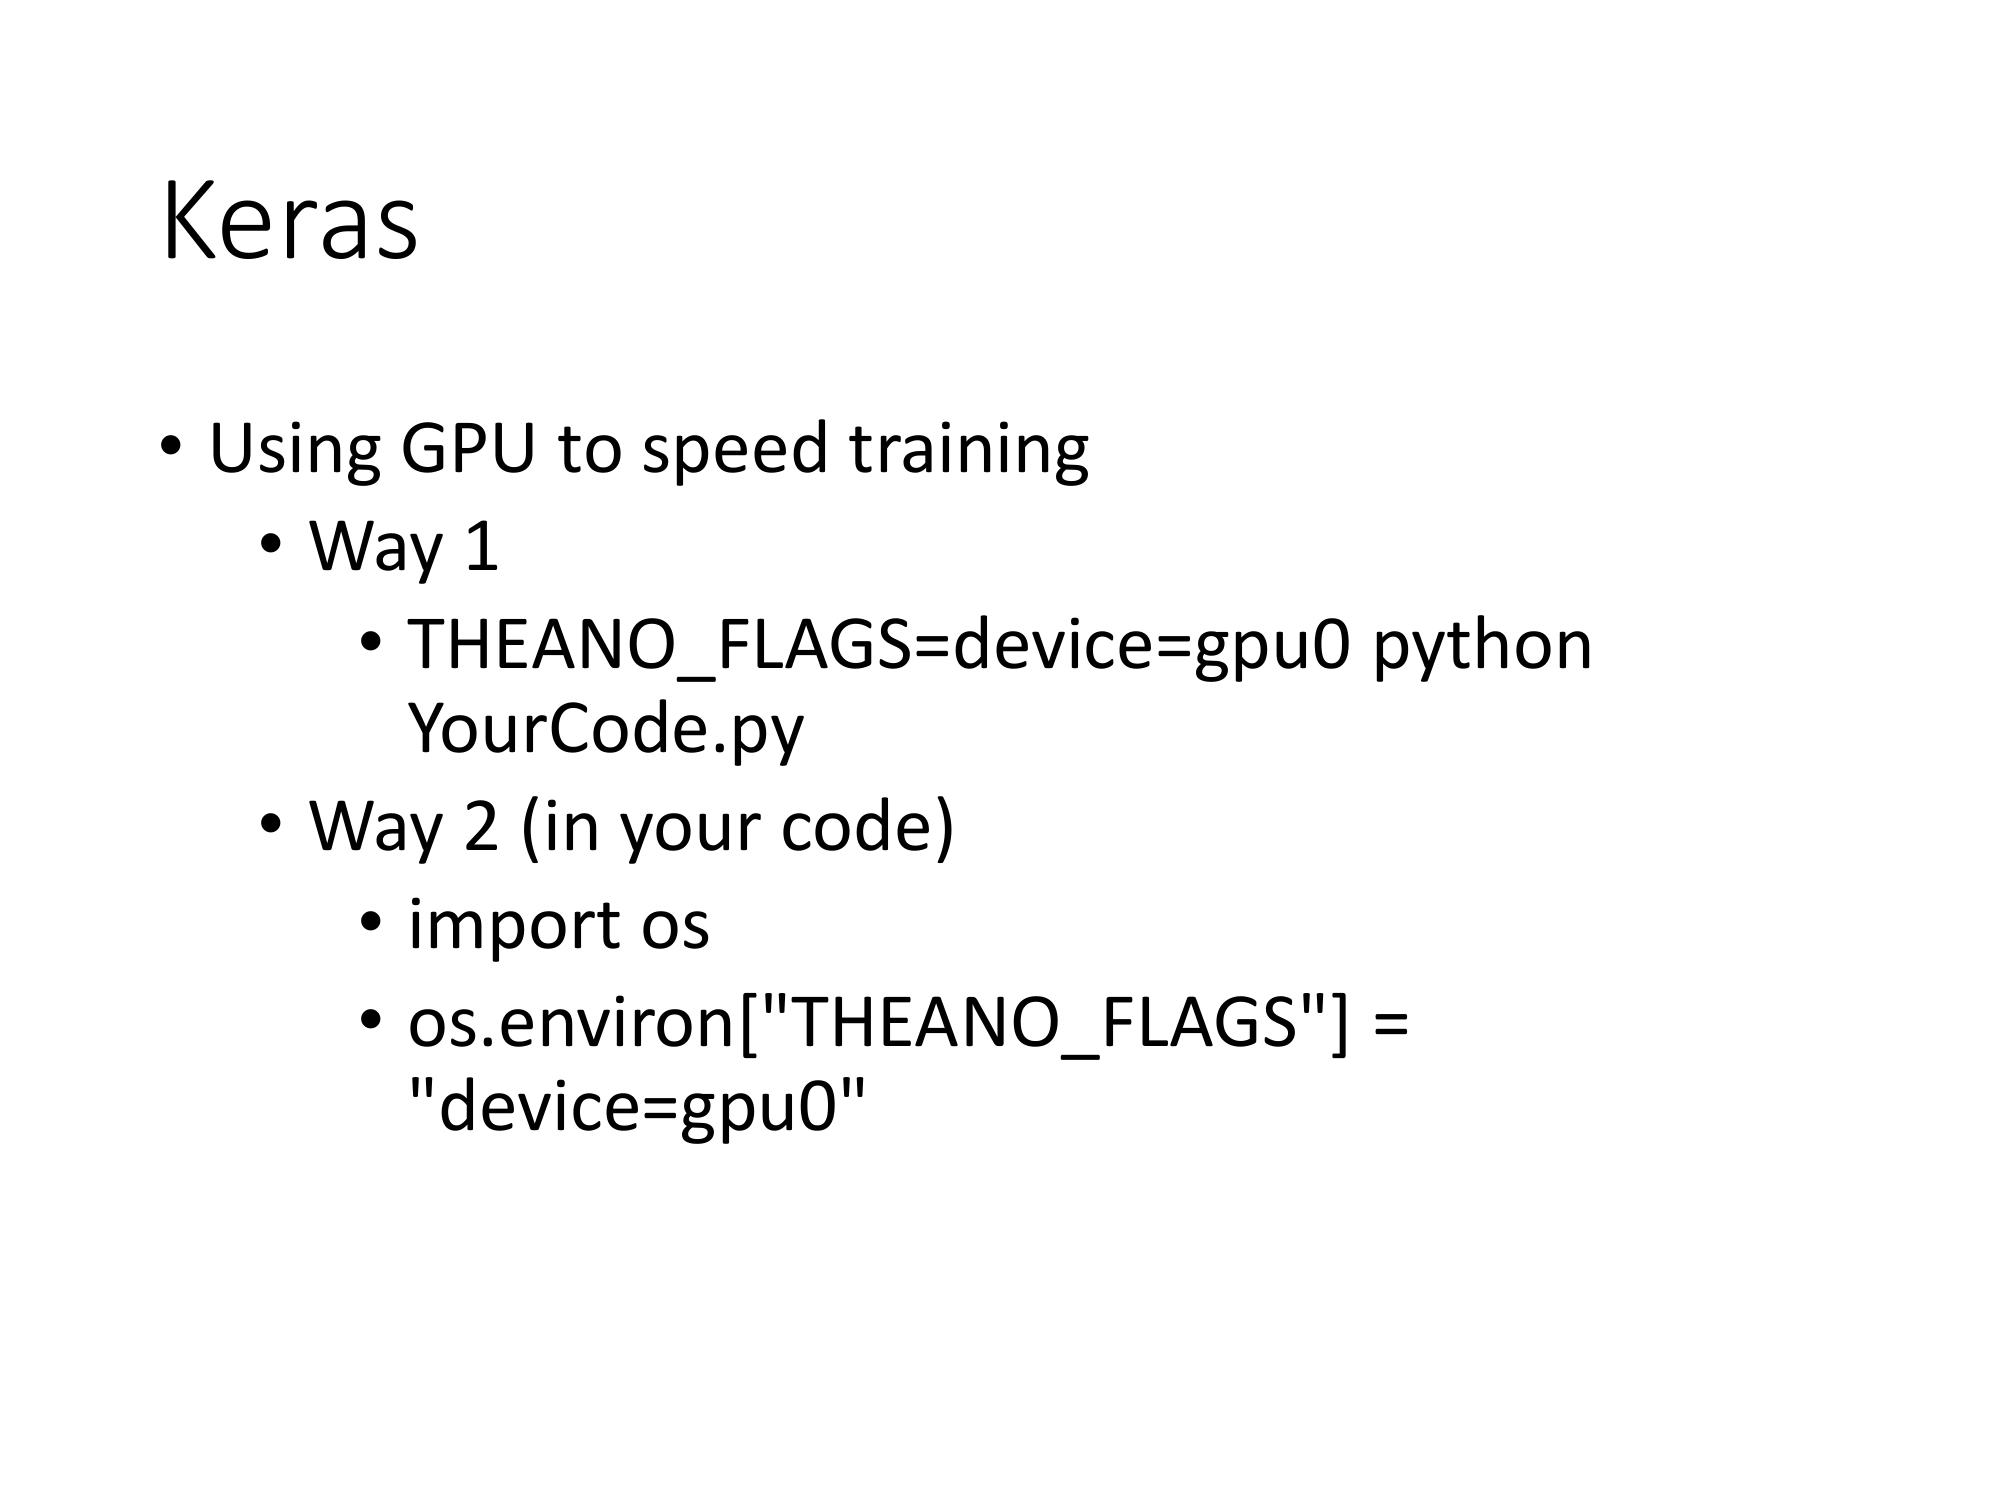 Keras
• Using GPU to speed training
• Way 1
• THEANO_FLAGS=device=gpu0 python
YourCode.py
• Way 2 (in your code)
• import os
• os.environ["THEANO_FLAGS"] =
"device=gpu0"